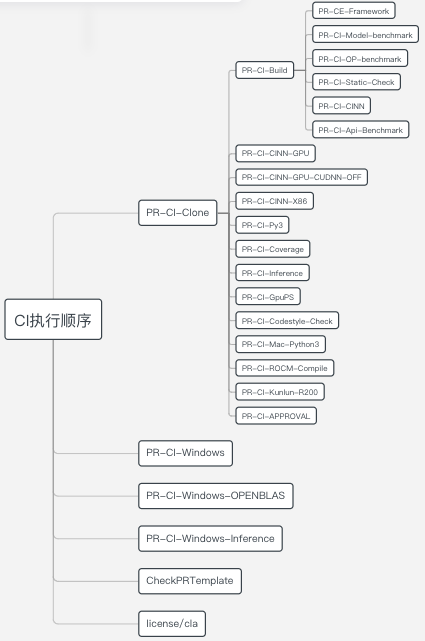 CI执行顺序
PR-CI-Clone
PR-CI-Build
PR-CE-Framework
PR-CI-Model-benchmark
PR-CI-OP-benchmark
PR-CI-Static-Check
PR-CI-CINN
PR-CI-Api-Benchmark
PR-CI-CINN-GPU
PR-CI-CINN-GPU-CUDNN-OFF
PR-CI-CINN-X86
PR-CI-Py3
PR-CI-Coverage
PR-CI-Inference
PR-CI-GpuPS
PR-CI-Codestyle-Check
PR-CI-Mac-Python3
PR-CI-ROCM-Compile
PR-CI-Kunlun-R200
PR-CI-APPROVAL
PR-CI-Windows
PR-CI-Windows-OPENBLAS
PR-CI-Windows-Inference
CheckPRTemplate
license/cla